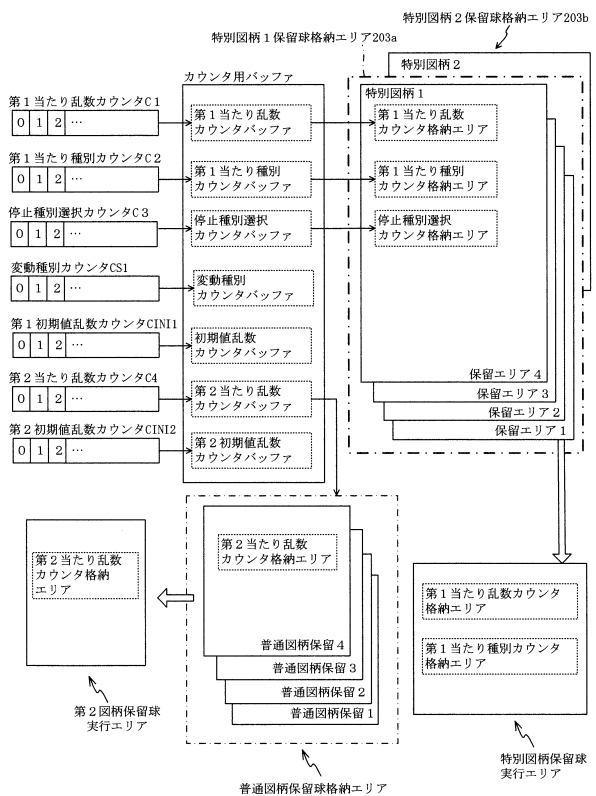 特別図柄２保留球格納エリア203b
特別図柄１保留球格納エリア203a
カウンタ用バッファ
特別図柄２
特別図柄１
第１当たり乱数カウンタC1
0 1 2 …
第１当たり乱数
カウンタバッファ
第１当たり乱数
カウンタ格納エリア
第１当たり種別カウンタC2
0 1 2 …
第１当たり種別
カウンタバッファ
第１当たり種別
カウンタ格納エリア
停止種別選択カウンタC3
0 1 2 …
停止種別選択
カウンタバッファ
停止種別選択
カウンタ格納エリア
変動種別カウンタCS1
0 1 2 …
変動種別
カウンタバッファ
第１初期値乱数カウンタCINI1
0 1 2 …
初期値乱数
カウンタバッファ
第２当たり乱数カウンタC4
0 1 2 …
第２当たり乱数
カウンタバッファ
第２初期値乱数カウンタCINI2
0 1 2 …
第２初期値乱数
カウンタバッファ
保留エリア４
保留エリア３
保留エリア２
保留エリア１
第２当たり乱数
カウンタ格納
エリア
第２当たり乱数
カウンタ格納エリア
普通図柄保留４
普通図柄保留３
普通図柄保留２
普通図柄保留１
第１当たり乱数カウンタ
格納エリア
第１当たり種別カウンタ
格納エリア
第２図柄保留球
実行エリア
普通図柄保留球格納エリア
特別図柄保留球
実行エリア